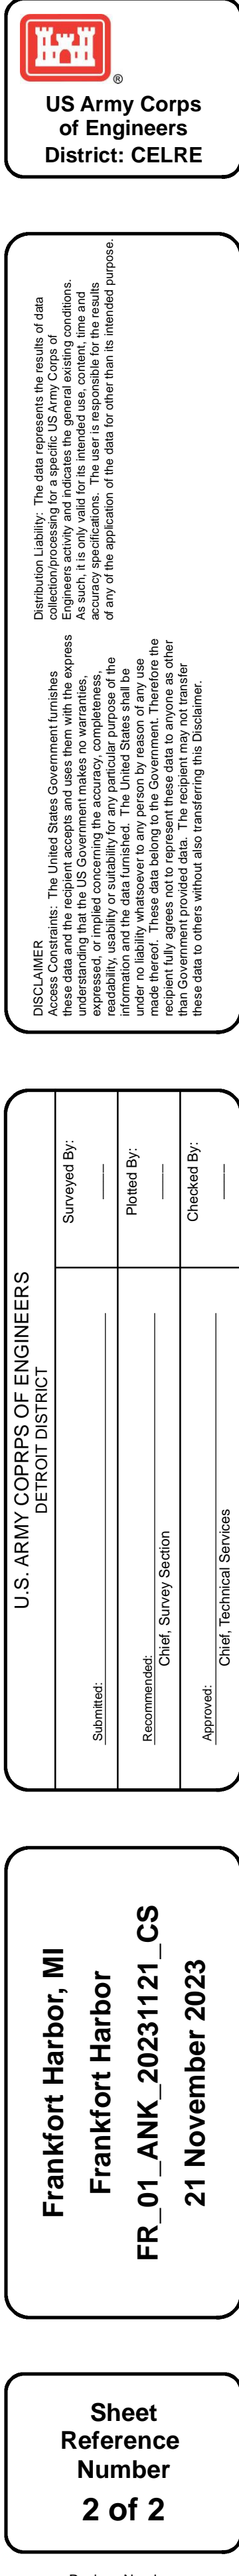 ®
US Army Corps
of Engineers
District: CELRE
DISCLAIMER
Access Constraints: The United States Government furnishes
these data and the recipient accepts and uses them with the express
understanding that the US Government makes no warranties,
expressed, or implied concerning the accuracy, completeness,
readability, usability or suitability for any particular purpose of the
information and the data furnished. The United States shall be
under no liability whatsoever to any person by reason of any use
made thereof. These data belong to the Government. Therefore the
recipient fully agrees not to represent these data to anyone as other
than Government provided data. The recipient may not transfer
these data to others without also transferring this Disclaimer.
Distribution Liability: The data represents the results of data
collection/processing for a specific US Army Corps of
Engineers activity and indicates the general existing conditions.
As such, it is only valid for its intended use, content, time and
accuracy specifications. The user is responsible for the results
of any of the application of the data for other than its intended purpose.
U.S. ARMY COPRPS OF ENGINEERS
DETROIT DISTRICT
Submitted:
Surveyed By:
Recommended:
Chief, Survey Section
Plotted By:
Approved:
Chief, Technical Services
Checked By:
Frankfort Harbor, MI
Frankfort Harbor
FR_01_ANK_20231121_CS
21 November 2023
Sheet
Reference
Number
2 of 2